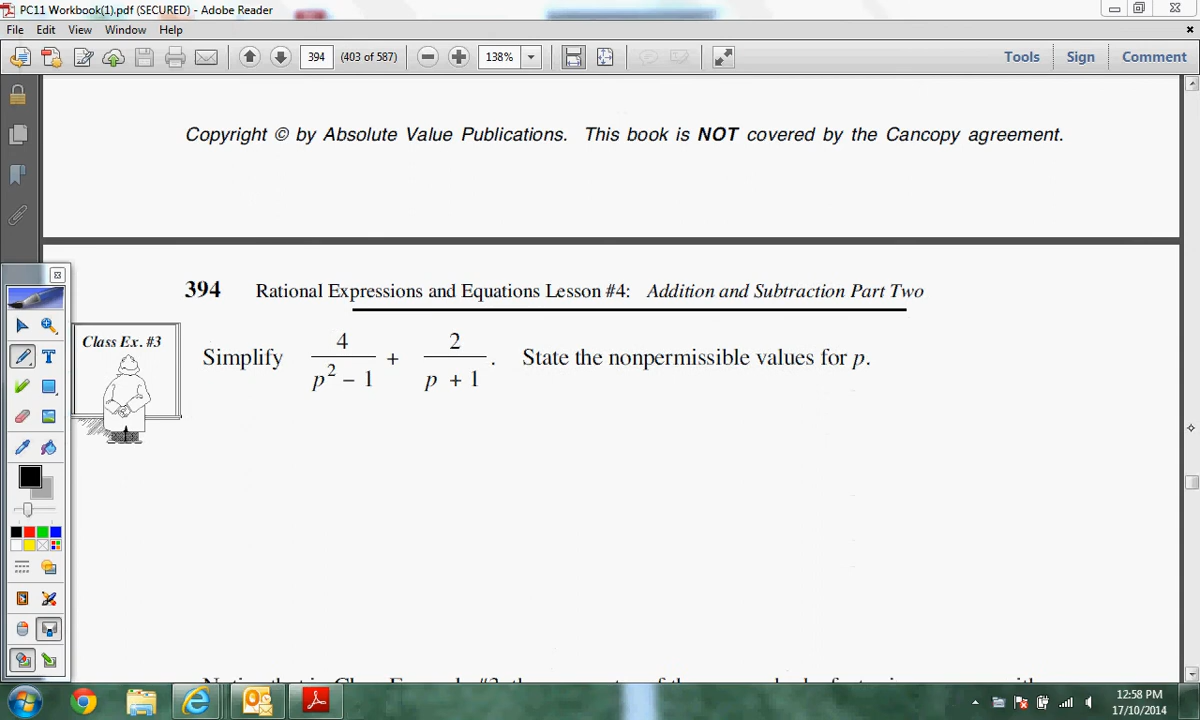 PC11 Workbook(1).pdf (SECURED) - Adobe Reader
File Edit View Window Help
394 (403 of 587) 138% Tools Sign Comment
Copyright © by Absolute Value Publications. This book is NOT covered by the Cancopy agreement.
394 Rational Expressions and Equations Lesson #4: Addition and Subtraction Part Two
Class Ex. #3
Simplify 4/(p² − 1) + 2/(p + 1). State the nonpermissible values for p.
T
12:58 PM
17/10/2014